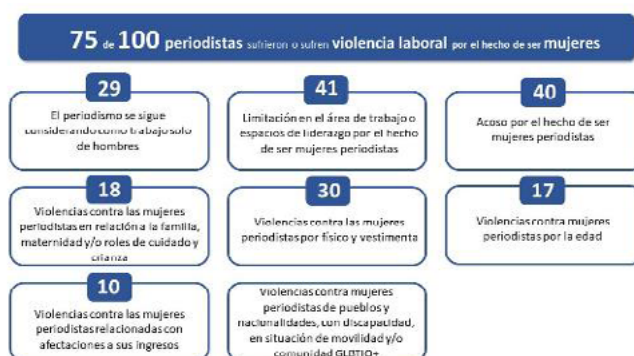 75 de 100 periodistas sufrieron o sufren violencia laboral por el hecho de ser mujeres
29
El periodismo se sigue
considerando como trabajo solo
de hombres
41
Limitación en el área de trabajo o
espacios de liderazgo por el hecho
de ser mujeres periodistas
40
Acoso por el hecho de ser
mujeres periodistas
18
Violencias contra las mujeres
periodistas en relación a la familia,
maternidad y/o roles de cuidado y
crianza
30
Violencias contra las mujeres
periodistas por físico y vestimenta
17
Violencias contra mujeres
periodistas por la edad
10
Violencias contra las mujeres
periodistas relacionadas con
afectaciones a sus ingresos
Violencias contra mujeres
periodistas de pueblos y
nacionalidades, con discapacidad,
en situación de movilidad y/o
comunidad GLBTIQ+